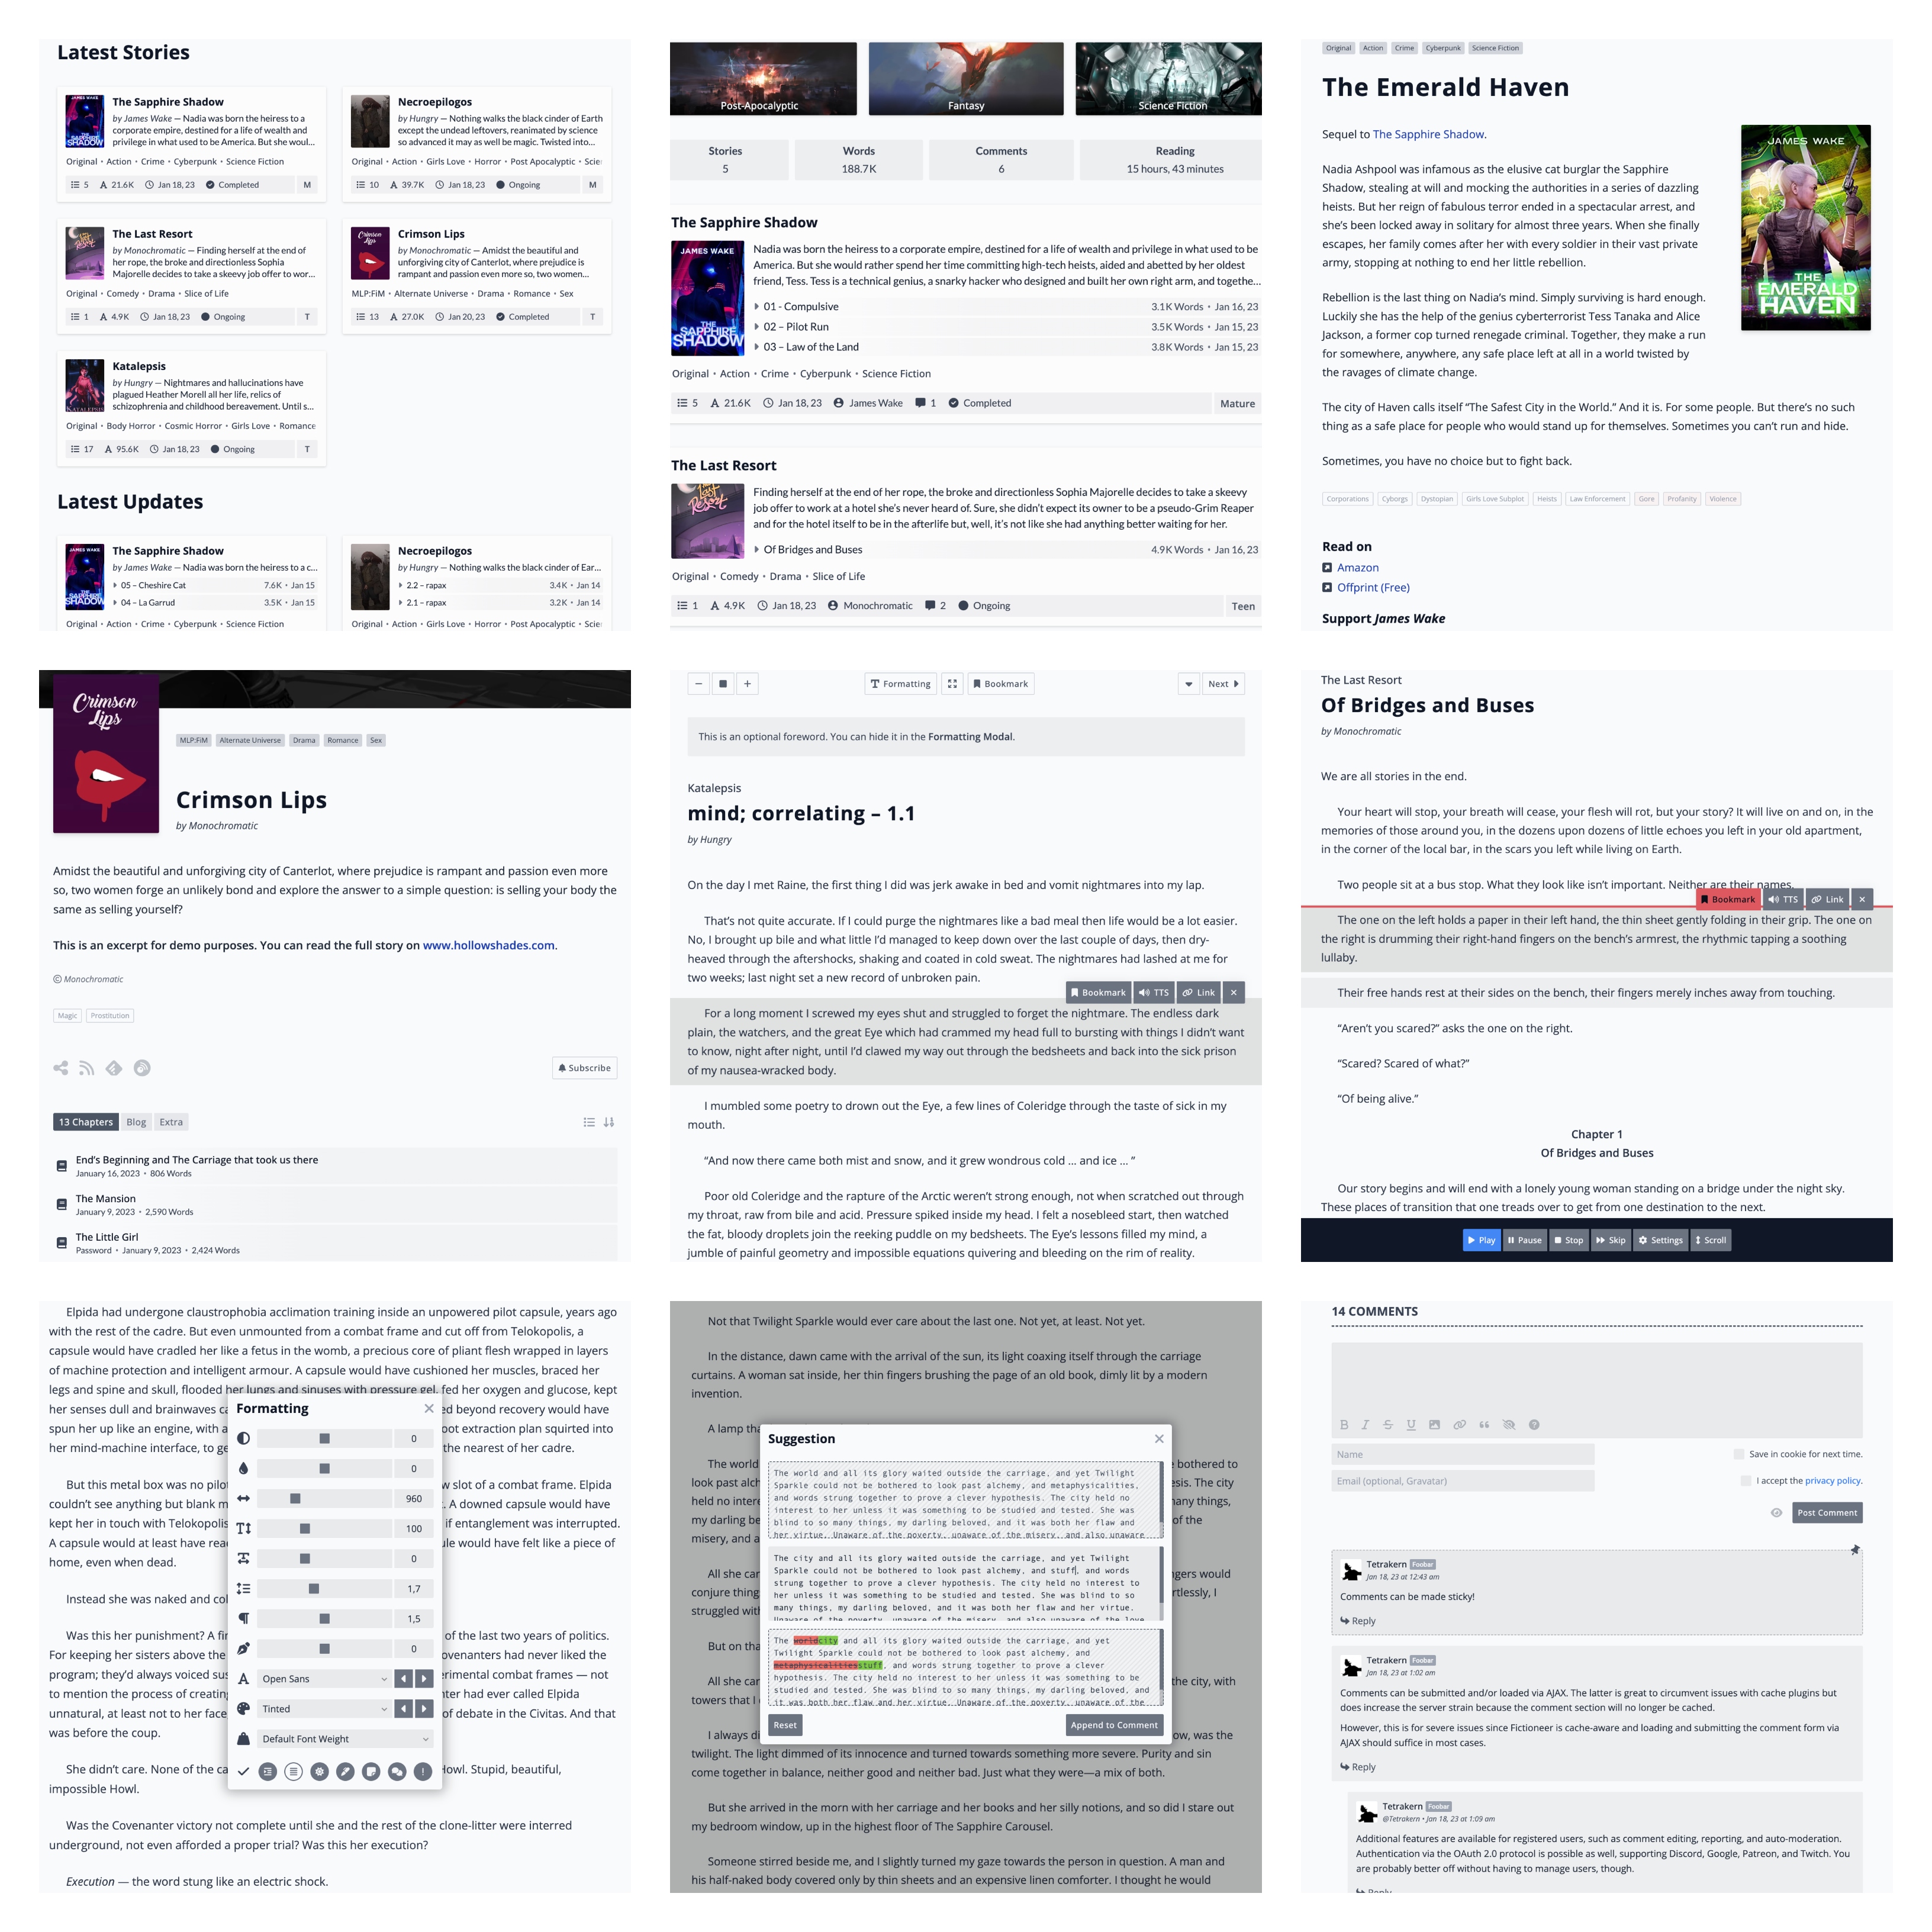 Latest Stories
The Sapphire Shadow
by James Wake — Nadia was born the heiress to a
corporate empire, destined for a life of wealth and
privilege in what used to be America. But she woul...
Original • Action • Crime • Cyberpunk • Science Fiction
5 21.6K Jan 18, 23 Completed M
Necroepilogos
by Hungry — Nothing walks the black cinder of Earth
except the undead leftovers, reanimated by science
so advanced it may as well be magic. Twisted into...
Original • Action • Girls Love • Horror • Post Apocalyptic • Scie
10 39.7K Jan 18, 23 Ongoing M
The Last Resort
by Monochromatic — Finding herself at the end of
her rope, the broke and directionless Sophia
Majorelle decides to take a skeevy job offer to wor...
Original • Comedy • Drama • Slice of Life
1 4.9K Jan 18, 23 Ongoing T
Crimson Lips
by Monochromatic — Amidst the beautiful and
unforgiving city of Canterlot, where prejudice is
rampant and passion even more so, two women...
MLP:FiM • Alternate Universe • Drama • Romance • Sex
13 27.0K Jan 20, 23 Completed T
Katalepsis
by Hungry — Nightmares and hallucinations have
plagued Heather Morell all her life, relics of
schizophrenia and childhood bereavement. Until s...
Original • Body Horror • Cosmic Horror • Girls Love • Romance
17 95.6K Jan 18, 23 Ongoing T
Latest Updates
The Sapphire Shadow
by James Wake — Nadia was born the heiress to a c...
05 – Cheshire Cat 7.6K • Jan 15
04 – La Garrud 3.5K • Jan 15
Original • Action • Crime • Cyberpunk • Science Fiction
Necroepilogos
by Hungry — Nothing walks the black cinder of Ear...
2.2 – rapax 3.4K • Jan 14
2.1 – rapax 3.2K • Jan 14
Original • Action • Girls Love • Horror • Post Apocalyptic • Scie
Post-Apocalyptic Fantasy Science Fiction
Stories Words Comments Reading
5 188.7K 6 15 hours, 43 minutes
The Sapphire Shadow
JAMES WAKE
THE
SAPPHIRE
SHADOW
Nadia was born the heiress to a corporate empire, destined for a life of wealth and privilege in what used to be
America. But she would rather spend her time committing high-tech heists, aided and abetted by her oldest
friend, Tess. Tess is a technical genius, a snarky hacker who designed and built her own right arm, and togethe...
01 - Compulsive 3.1K Words • Jan 16, 23
02 – Pilot Run 3.5K Words • Jan 15, 23
03 – Law of the Land 3.8K Words • Jan 15, 23
Original • Action • Crime • Cyberpunk • Science Fiction
5 21.6K Jan 18, 23 James Wake 1 Completed Mature
The Last Resort
Finding herself at the end of her rope, the broke and directionless Sophia Majorelle decides to take a skeevy
job offer to work at a hotel she's never heard of. Sure, she didn't expect its owner to be a pseudo-Grim Reaper
and for the hotel itself to be in the afterlife but, well, it's not like she had anything better waiting for her.
Of Bridges and Buses 4.9K Words • Jan 16, 23
Original • Comedy • Drama • Slice of Life
1 4.9K Jan 18, 23 Monochromatic 2 Ongoing Teen
Original Action Crime Cyberpunk Science Fiction
The Emerald Haven
Sequel to The Sapphire Shadow.
Nadia Ashpool was infamous as the elusive cat burglar the Sapphire
Shadow, stealing at will and mocking the authorities in a series of dazzling
heists. But her reign of fabulous terror ended in a spectacular arrest, and
she's been locked away in solitary for almost three years. When she finally
escapes, her family comes after her with every soldier in their vast private
army, stopping at nothing to end her little rebellion.
Rebellion is the last thing on Nadia's mind. Simply surviving is hard enough.
Luckily she has the help of the genius cyberterrorist Tess Tanaka and Alice
Jackson, a former cop turned renegade criminal. Together, they make a run
for somewhere, anywhere, any safe place left at all in a world twisted by
the ravages of climate change.
JAMES WAKE
THE
EMERALD
HAVEN
The city of Haven calls itself “The Safest City in the World.” And it is. For some people. But there's no such
thing as a safe place for people who would stand up for themselves. Sometimes you can't run and hide.
Sometimes, you have no choice but to fight back.
Corporations Cyborgs Dystopian Girls Love Subplot Heists Law Enforcement Gore Profanity Violence
Read on
Amazon
Offprint (Free)
Support James Wake
Crimson
Lips
MLP:FiM Alternate Universe Drama Romance Sex
Crimson Lips
by Monochromatic
Amidst the beautiful and unforgiving city of Canterlot, where prejudice is rampant and passion even more
so, two women forge an unlikely bond and explore the answer to a simple question: is selling your body the
same as selling yourself?
This is an excerpt for demo purposes. You can read the full story on www.hollowshades.com.
© Monochromatic
Magic Prostitution
Subscribe
13 Chapters Blog Extra
End's Beginning and The Carriage that took us there
January 16, 2023 • 806 Words
The Mansion
January 9, 2023 • 2,590 Words
The Little Girl
Password • January 9, 2023 • 2,424 Words
Formatting Bookmark Next
This is an optional foreword. You can hide it in the Formatting Modal.
Katalepsis
mind; correlating – 1.1
by Hungry
On the day I met Raine, the first thing I did was jerk awake in bed and vomit nightmares into my lap.
That's not quite accurate. If I could purge the nightmares like a bad meal then life would be a lot easier.
No, I brought up bile and what little I'd managed to keep down over the last couple of days, then dry-
heaved through the aftershocks, shaking and coated in cold sweat. The nightmares had lashed at me for
two weeks; last night set a new record of unbroken pain.
Bookmark TTS Link ×
For a long moment I screwed my eyes shut and struggled to forget the nightmare. The endless dark
plain, the watchers, and the great Eye which had crammed my head full to bursting with things I didn't want
to know, night after night, until I'd clawed my way out through the bedsheets and back into the sick prison
of my nausea-wracked body.
I mumbled some poetry to drown out the Eye, a few lines of Coleridge through the taste of sick in my
mouth.
“And now there came both mist and snow, and it grew wondrous cold … and ice … ”
Poor old Coleridge and the rapture of the Arctic weren't strong enough, not when scratched out through
my throat, raw from bile and acid. Pressure spiked inside my head. I felt a nosebleed start, then watched
the fat, bloody droplets join the reeking puddle on my bedsheets. The Eye's lessons filled my mind, a
jumble of painful geometry and impossible equations quivering and bleeding on the rim of reality.
The Last Resort
Of Bridges and Buses
by Monochromatic
We are all stories in the end.
Your heart will stop, your breath will cease, your flesh will rot, but your story? It will live on and on, in the
memories of those around you, in the dozens upon dozens of little echoes you left in your old apartment,
in the corner of the local bar, in the scars you left while living on Earth.
Two people sit at a bus stop. What they look like isn't important. Neither are their names.
Bookmark TTS Link ×
The one on the left holds a paper in their left hand, the thin sheet gently folding in their grip. The one on
the right is drumming their right-hand fingers on the bench's armrest, the rhythmic tapping a soothing
lullaby.
Their free hands rest at their sides on the bench, their fingers merely inches away from touching.
“Aren't you scared?” asks the one on the right.
“Scared? Scared of what?”
“Of being alive.”
Chapter 1
Of Bridges and Buses
Our story begins and will end with a lonely young woman standing on a bridge under the night sky.
These places of transition that one treads over to get from one destination to the next.
Play Pause Stop Skip Settings Scroll
Elpida had undergone claustrophobia acclimation training inside an unpowered pilot capsule, years ago
with the rest of the cadre. But even unmounted from a combat frame and cut off from Telokopolis, a
capsule would have cradled her like a fetus in the womb, a precious core of pliant flesh wrapped in layers
of machine protection and intelligent armour. A capsule would have cushioned her muscles, braced her
legs and spine and skull, flooded her lungs and sinuses with pressure gel, fed her oxygen and glucose, kept
her senses dull and brainwaves ca ed beyond recovery would have
spun her up like an engine, with a oot extraction plan squirted into
her mind-machine interface, to ge the nearest of her cadre.
But this metal box was no pilot w slot of a combat frame. Elpida
couldn't see anything but blank m . A downed capsule would have
kept her in touch with Telokopolis if entanglement was interrupted.
A capsule would at least have read ule would have felt like a piece of
home, even when dead.
Instead she was naked and col
Was this her punishment? A fir of the last two years of politics.
For keeping her sisters above the ovenanters had never liked the
program; they'd always voiced sus erimental combat frames — not
to mention the process of creating nter had ever called Elpida
unnatural, at least not to her face of debate in the Civitas. And that
was before the coup.
She didn't care. None of the ca Howl. Stupid, beautiful,
impossible Howl.
Was the Covenanter victory not complete until she and the rest of the clone-litter were interred
underground, not even afforded a proper trial? Was this her execution?
Execution — the word stung like an electric shock.
Formatting ×
0
0
960
100
0
1,7
1,5
0
Open Sans
Tinted
Default Font Weight
Not that Twilight Sparkle would ever care about the last one. Not yet, at least. Not yet.
In the distance, dawn came with the arrival of the sun, its light coaxing itself through the carriage
curtains. A woman sat inside, her thin fingers brushing the page of an old book, dimly lit by a modern
invention.
A lamp tha
The world e bothered to
look past alch esis. The city
held no intere many things,
my darling be of the
misery, and a
All she car ngers would
conjure thing rtlessly, I
struggled with
But on tha
All she car the city, with
towers that I
I always di ow, was the
twilight. The light dimmed of its innocence and turned towards something more severe. Purity and sin
come together in balance, neither good and neither bad. Just what they were—a mix of both.
But she arrived in the morn with her carriage and her books and her silly notions, and so did I stare out
my bedroom window, up in the highest floor of The Sapphire Carousel.
Someone stirred beside me, and I slightly turned my gaze towards the person in question. A man and
his half-naked body covered only by thin sheets and an expensive linen comforter. I thought he would
Suggestion ×
The world and all its glory waited outside the carriage, and yet Twilight
Sparkle could not be bothered to look past alchemy, and metaphysicalities,
and words strung together to prove a clever hypothesis. The city held no
interest to her unless it was something to be studied and tested. She was
blind to so many things, my darling beloved, and it was both her flaw and
her virtue. Unaware of the poverty, unaware of the misery, and also unaware
The city and all its glory waited outside the carriage, and yet Twilight
Sparkle could not be bothered to look past alchemy, and stuff, and words
strung together to prove a clever hypothesis. The city held no interest to
her unless it was something to be studied and tested. She was blind to so
many things, my darling beloved, and it was both her flaw and her virtue.
Unaware of the poverty, unaware of the misery, and also unaware of the love
The worldcity and all its glory waited outside the carriage, and yet
Twilight Sparkle could not be bothered to look past alchemy, and
metaphysicalitiesstuff, and words strung together to prove a clever
hypothesis. The city held no interest to her unless it was something to be
studied and tested. She was blind to so many things, my darling beloved, and
it was both her flaw and her virtue. Unaware of the poverty, unaware of the
Reset Append to Comment
14 COMMENTS
B I S U
Name
Save in cookie for next time.
Email (optional, Gravatar)
I accept the privacy policy.
Post Comment
Tetrakern Foobar
Jan 18, 23 at 12:43 am
Comments can be made sticky!
Reply
Tetrakern Foobar
Jan 18, 23 at 1:02 am
Comments can be submitted and/or loaded via AJAX. The latter is great to circumvent issues with cache plugins but
does increase the server strain because the comment section will no longer be cached.
However, this is for severe issues since Fictioneer is cache-aware and loading and submitting the comment form via
AJAX should suffice in most cases.
Reply
Tetrakern Foobar
@Tetrakern • Jan 18, 23 at 1:09 am
Additional features are available for registered users, such as comment editing, reporting, and auto-moderation.
Authentication via the OAuth 2.0 protocol is possible as well, supporting Discord, Google, Patreon, and Twitch. You
are probably better off without having to manage users, though.
Reply